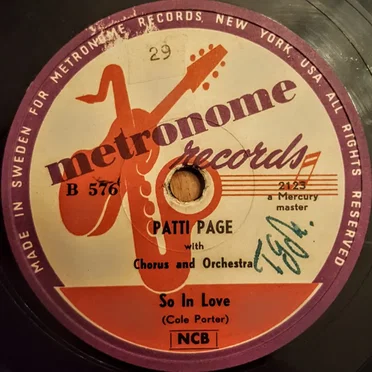 MADE IN SWEDEN FOR METRONOME RECORDS, NEW YORK, USA. ALL RIGHTS RESERVED
29
metronome
records
B 576
2123
a Mercury
master
PATTI PAGE
with
Chorus and Orchestra
So In Love
(Cole Porter)
NCB